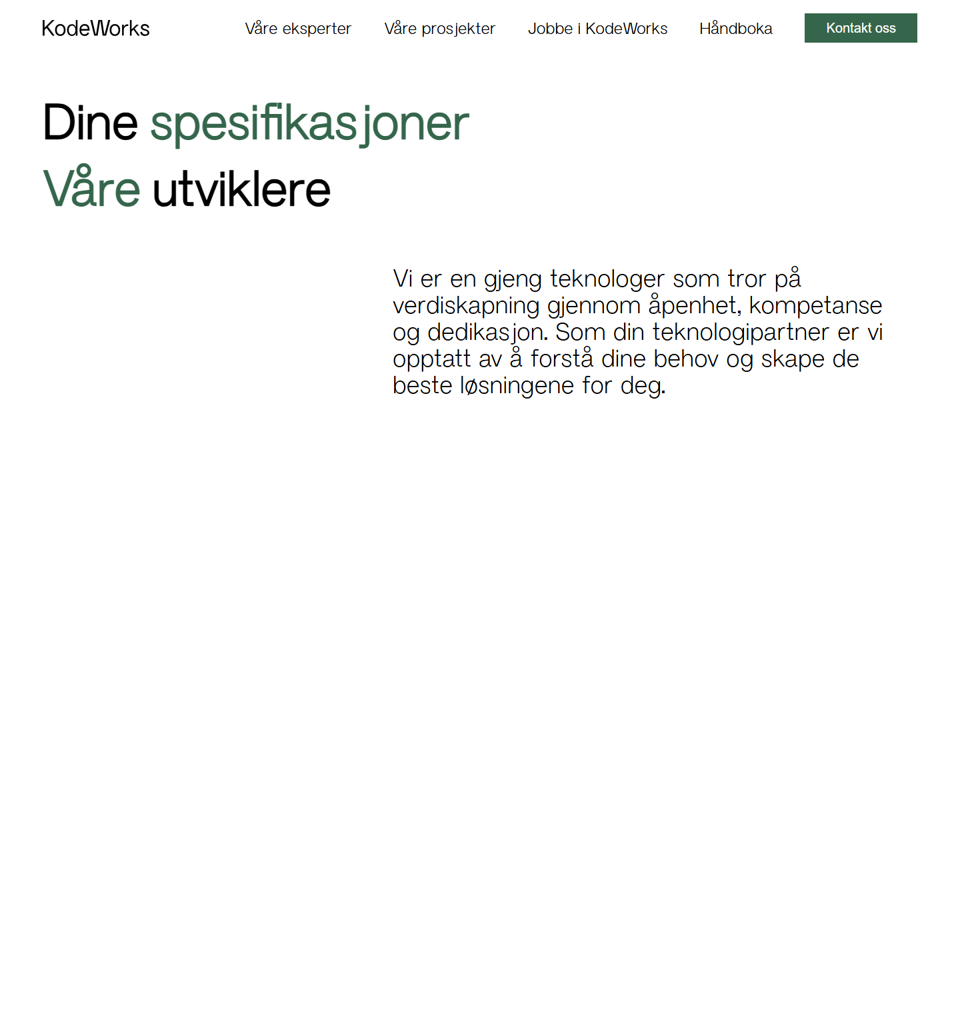 KodeWorks
Våre eksperter
Våre prosjekter
Jobbe i KodeWorks
Håndboka
Kontakt oss
Dine spesifikasjoner
Våre utviklere
Vi er en gjeng teknologer som tror på
verdiskapning gjennom åpenhet, kompetanse
og dedikasjon. Som din teknologipartner er vi
opptatt av å forstå dine behov og skape de
beste løsningene for deg.